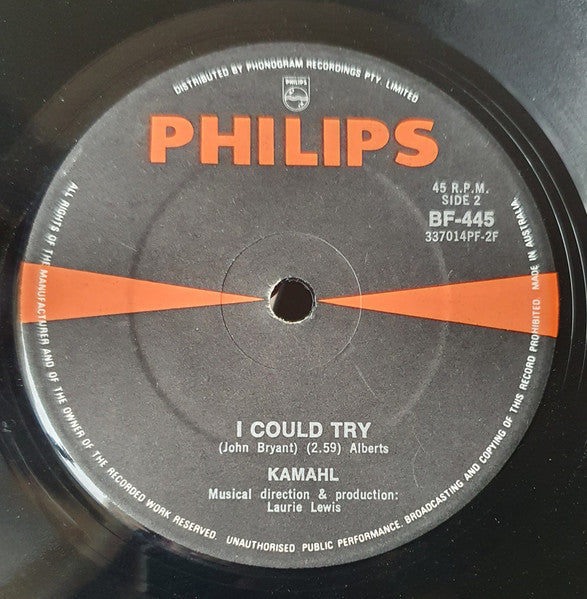 DISTRIBUTED BY PHONOGRAM RECORDINGS PTY. LIMITED
PHILIPS
PHILIPS
45 R.P.M.
SIDE 2
BF-445
337014PF-2F
I COULD TRY
(John Bryant) (2.59) Alberts
KAMAHL
Musical direction & production:
Laurie Lewis
ALL RIGHTS OF THE MANUFACTURER AND OF THE OWNER OF THE RECORDED WORK RESERVED. UNAUTHORISED PUBLIC PERFORMANCE, BROADCASTING AND COPYING OF THIS RECORD PROHIBITED. MADE IN AUSTRALIA